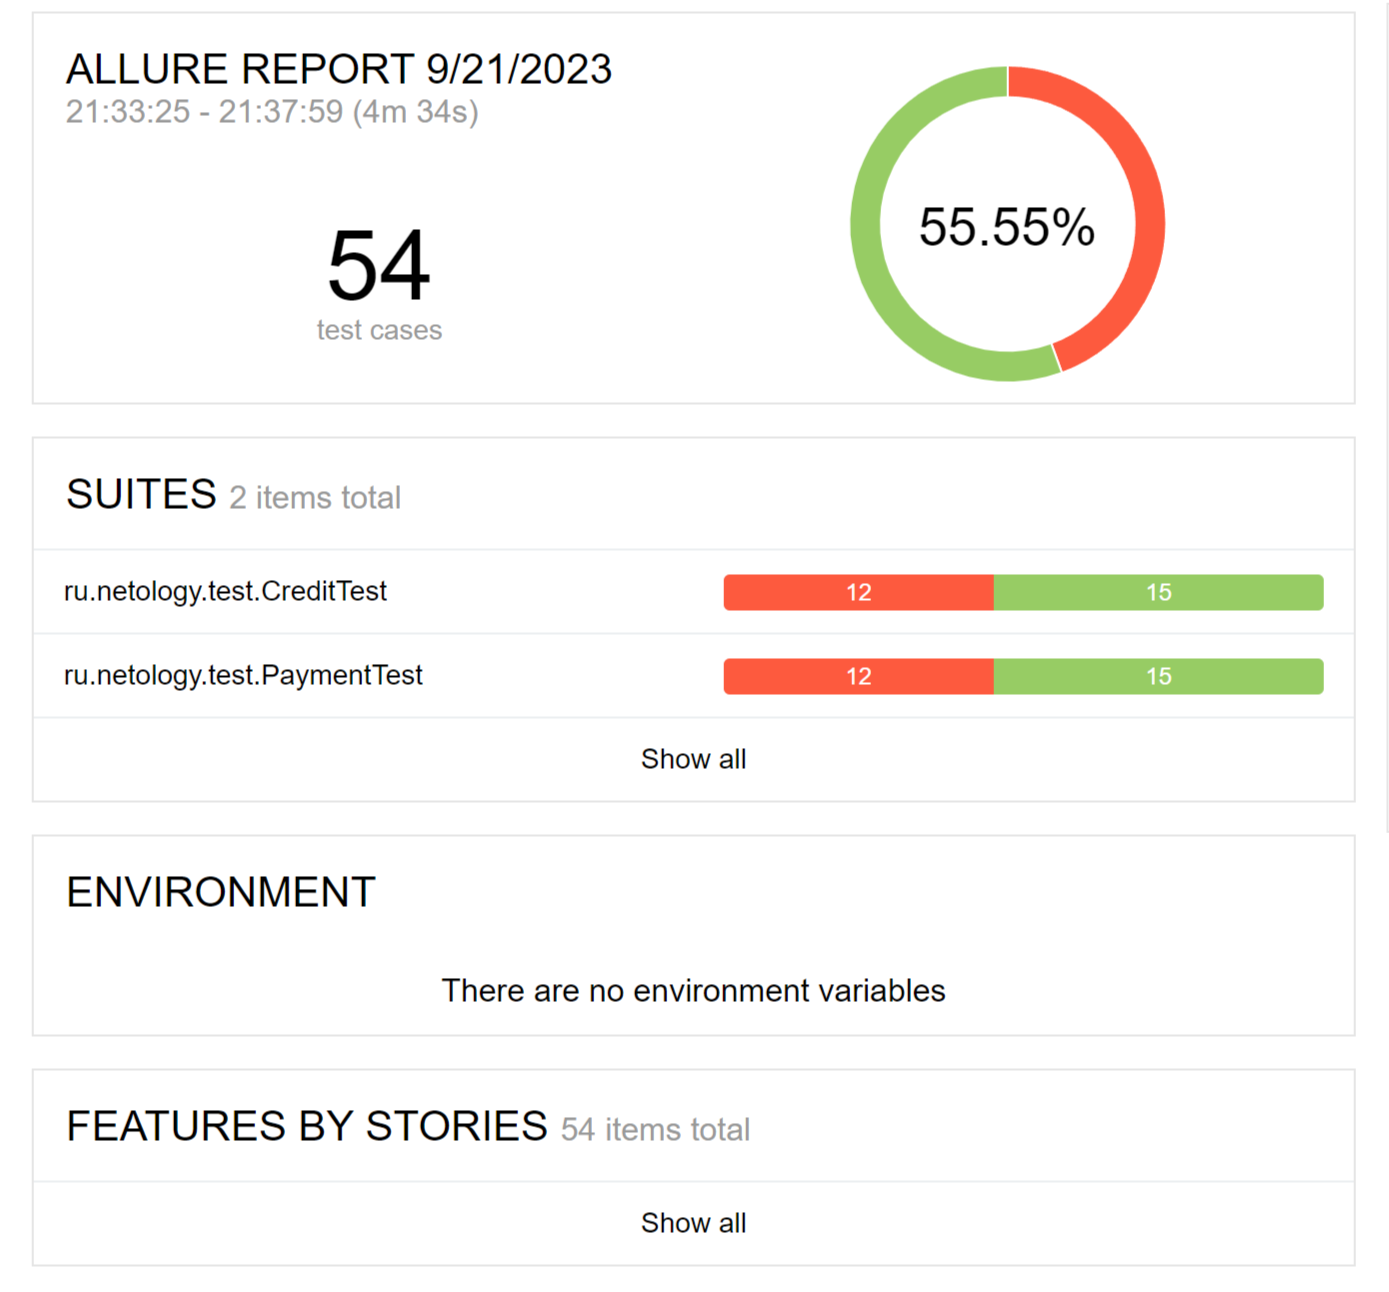 ALLURE REPORT 9/21/2023
21:33:25 - 21:37:59 (4m 34s)
54
test cases
55.55%
SUITES 2 items total
ru.netology.test.CreditTest 12 15
ru.netology.test.PaymentTest 12 15
Show all
ENVIRONMENT
There are no environment variables
FEATURES BY STORIES 54 items total
Show all